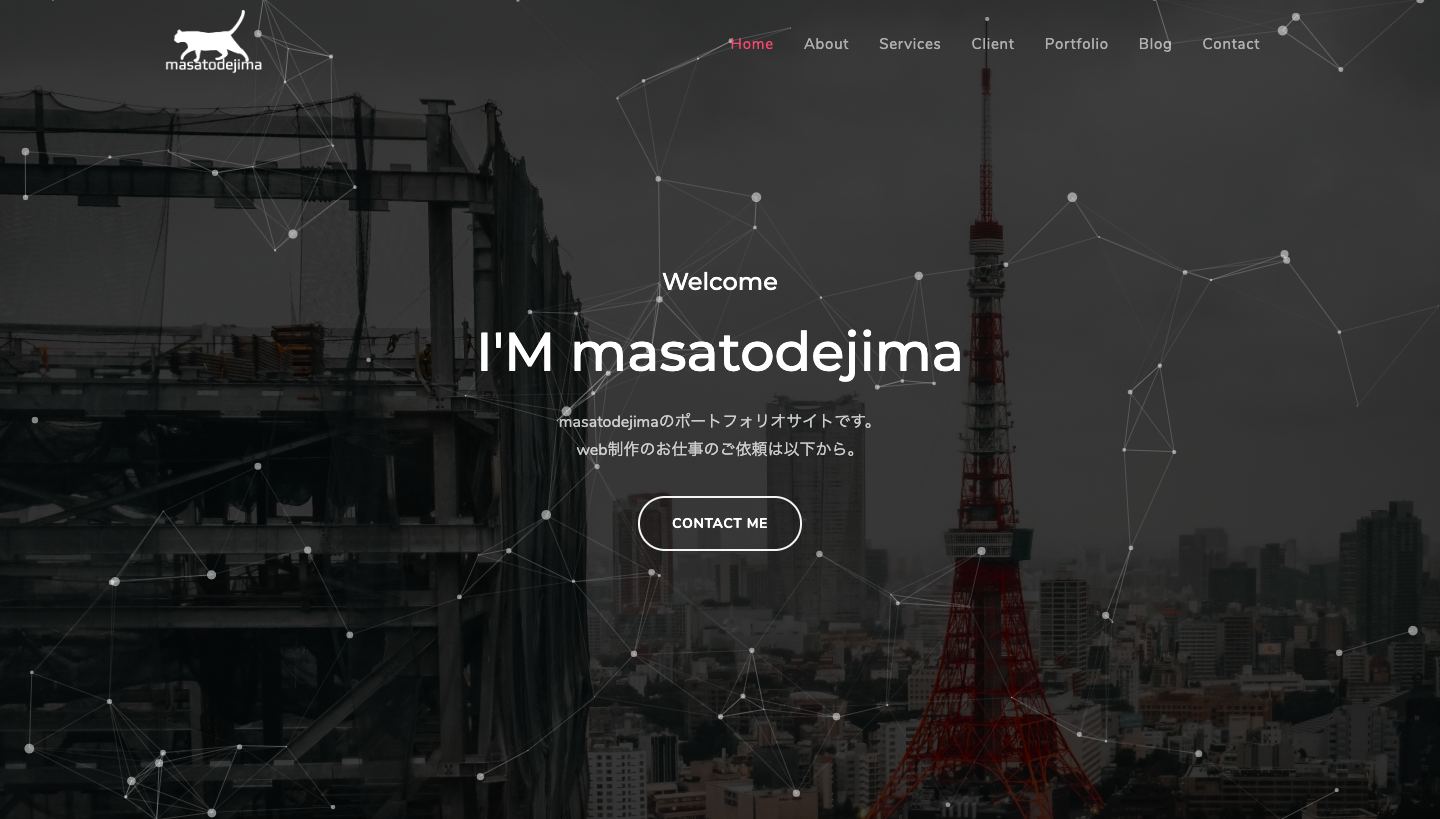 masatodejima
Home About Services Client Portfolio Blog Contact
Welcome
I'M masatodejima
masatodejimaのポートフォリオサイトです。
web制作のお仕事のご依頼は以下から。
CONTACT ME